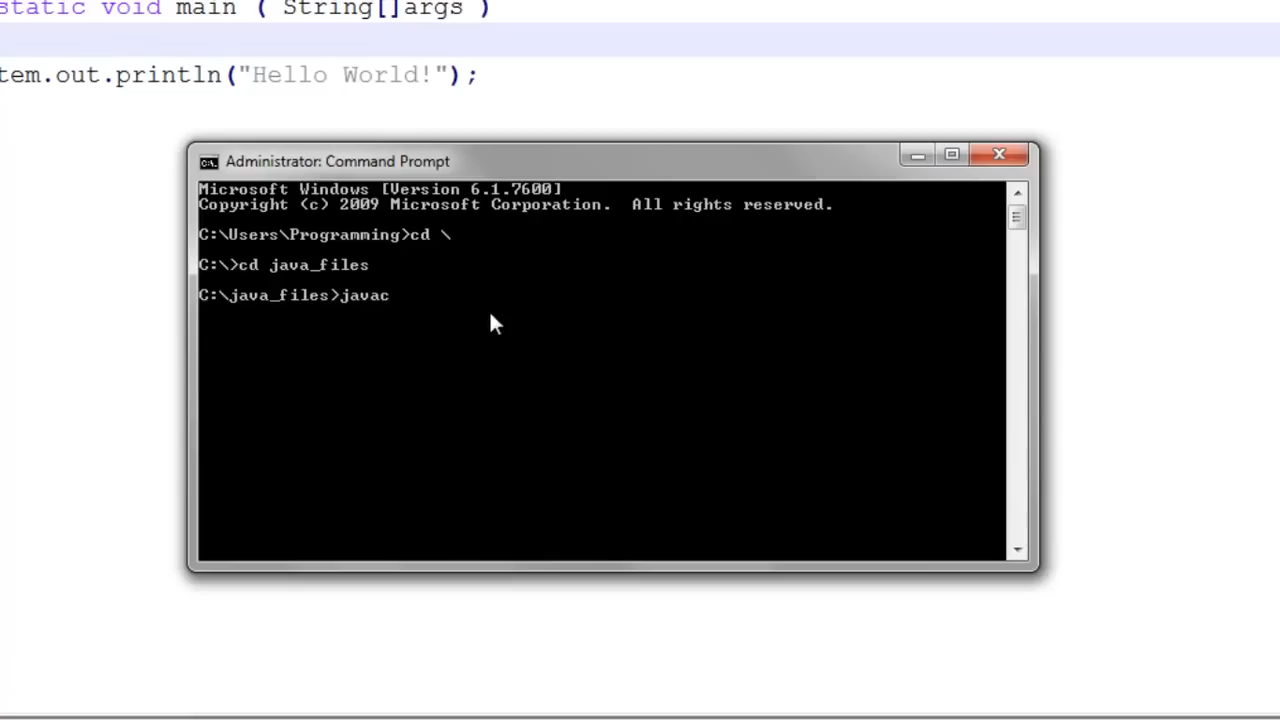 static void main ( String[]args )
tem.out.println("Hello World!");
Administrator: Command Prompt
Microsoft Windows [Version 6.1.7600]
Copyright (c) 2009 Microsoft Corporation.  All rights reserved.
C:\Users\Programming>cd \
C:\>cd java_files
C:\java_files>javac